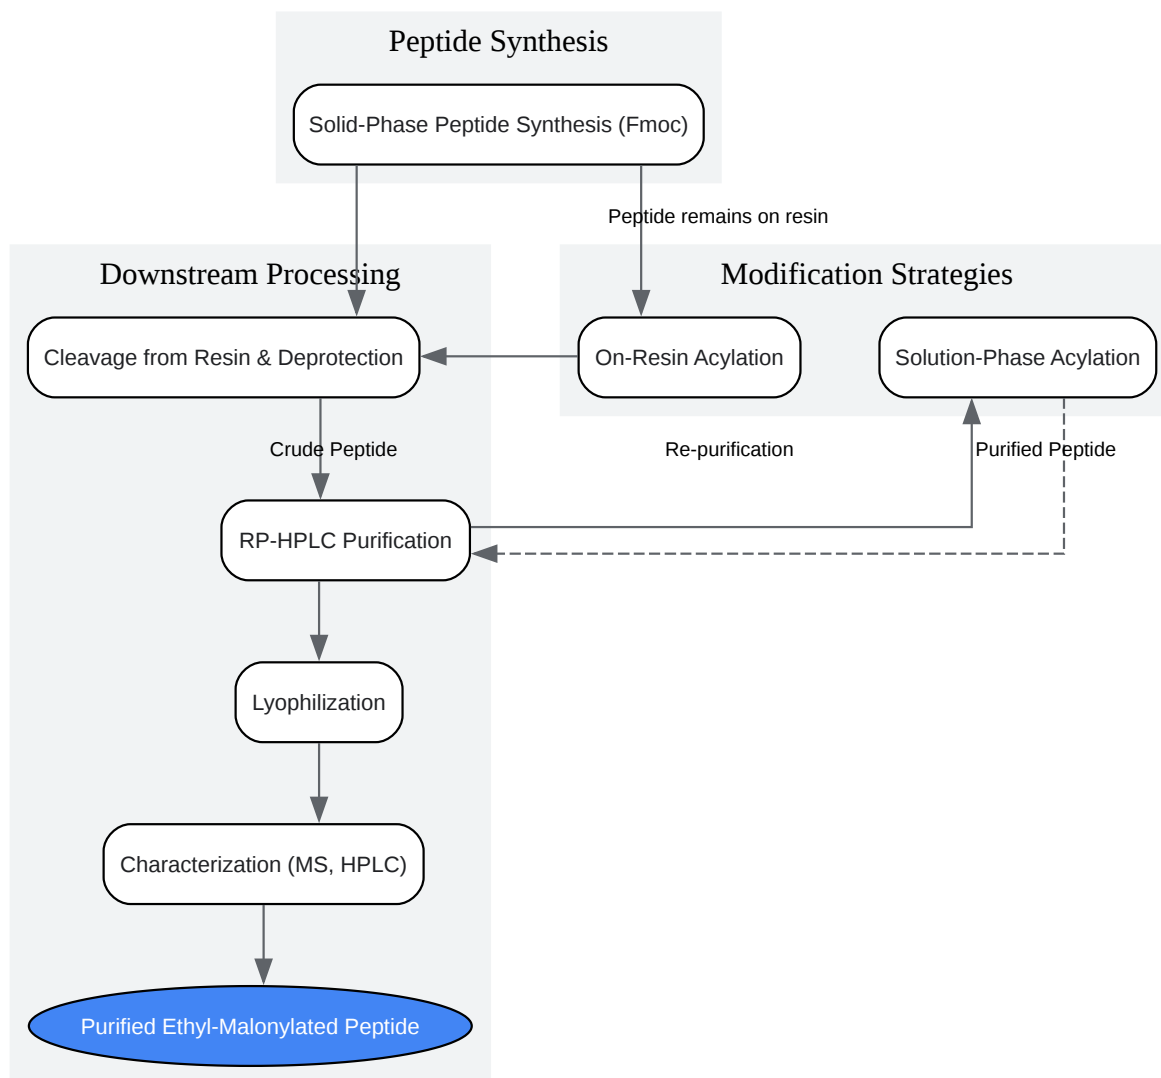 Peptide Synthesis
Solid-Phase Peptide Synthesis (Fmoc)
Peptide remains on resin
Downstream Processing
Modification Strategies
Cleavage from Resin & Deprotection
On-Resin Acylation
Solution-Phase Acylation
Crude Peptide
Re-purification
Purified Peptide
RP-HPLC Purification
Lyophilization
Characterization (MS, HPLC)
Purified Ethyl-Malonylated Peptide